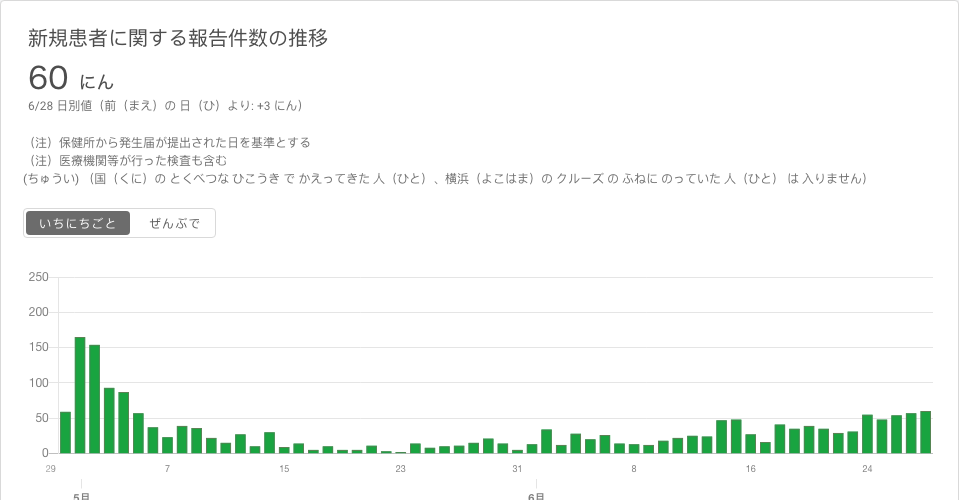 新規患者に関する報告件数の推移
60 にん
6/28 日別値（前（まえ）の 日（ひ）より: +3 にん）
（注）保健所から発生届が提出された日を基準とする
（注）医療機関等が行った検査も含む
(ちゅうい) （国（くに）の とくべつな ひこうき で かえってきた 人（ひと）、横浜（よこはま）の クルーズ の ふねに のっていた 人（ひと） は 入りません）
いちにちごと ぜんぶで
250
200
150
100
50
0
29 7 15 23 31 8 16 24
5月 6月